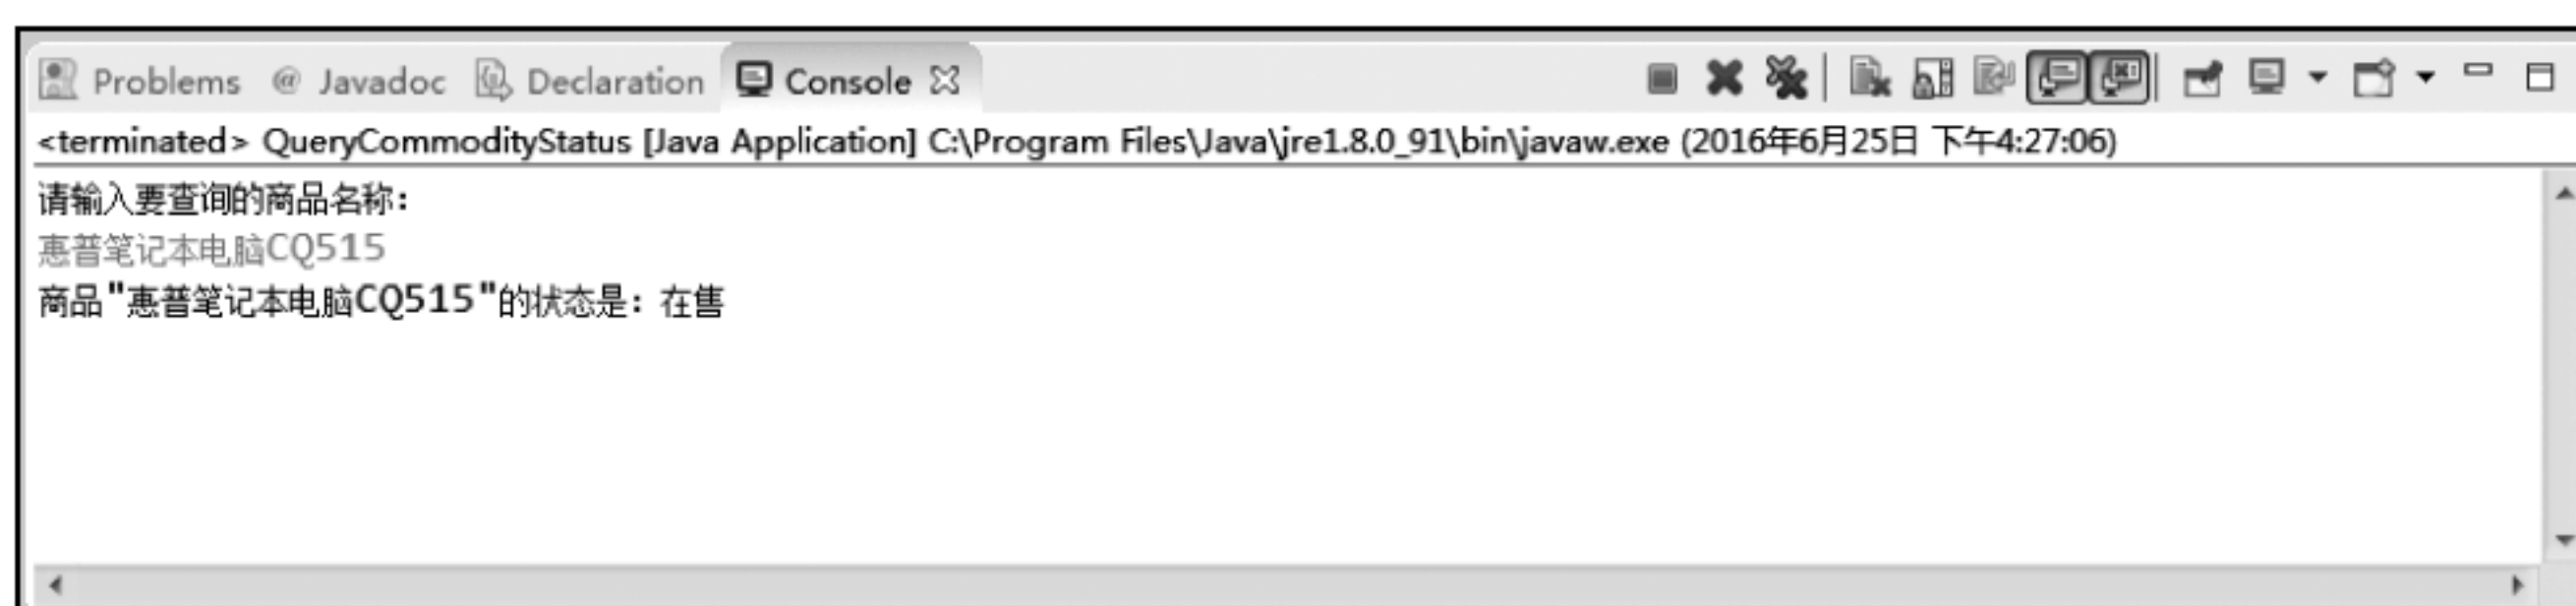 Problems @ Javadoc Declaration Console
<terminated> QueryCommodityStatus [Java Application] C:\Program Files\Java\jre1.8.0_91\bin\javaw.exe (2016年6月25日 下午4:27:06)
请输入要查询的商品名称：
惠普笔记本电脑CQ515
商品"惠普笔记本电脑CQ515"的状态是：在售